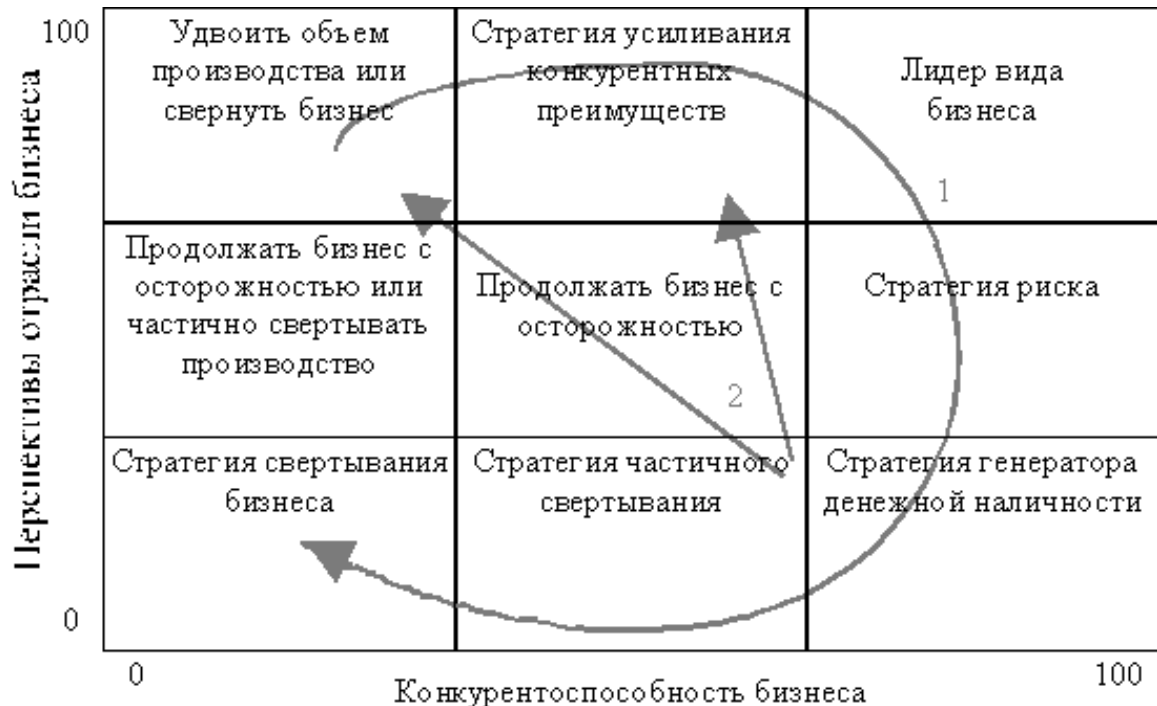 100
Удвоить объем
производства или
свернуть бизнес
Стратегия усиливания
конкурентных
преимуществ
Лидер вида
бизнеса
1
Перспективы отрасли бизнеса
Продолжать бизнес с
осторожностью или
частично свертывать
производство
Продолжать бизнес с
осторожностью
Стратегия риска
2
Стратегия свертывания
бизнеса
Стратегия частичного
свертывания
Стратегия генератора
денежной наличности
0
0
100
Конкурентоспособность бизнеса